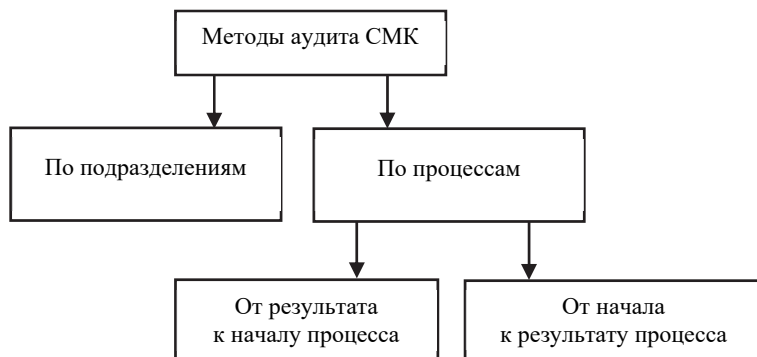 Методы аудита СМК
По подразделениям
По процессам
От результата
к началу процесса
От начала
к результату процесса